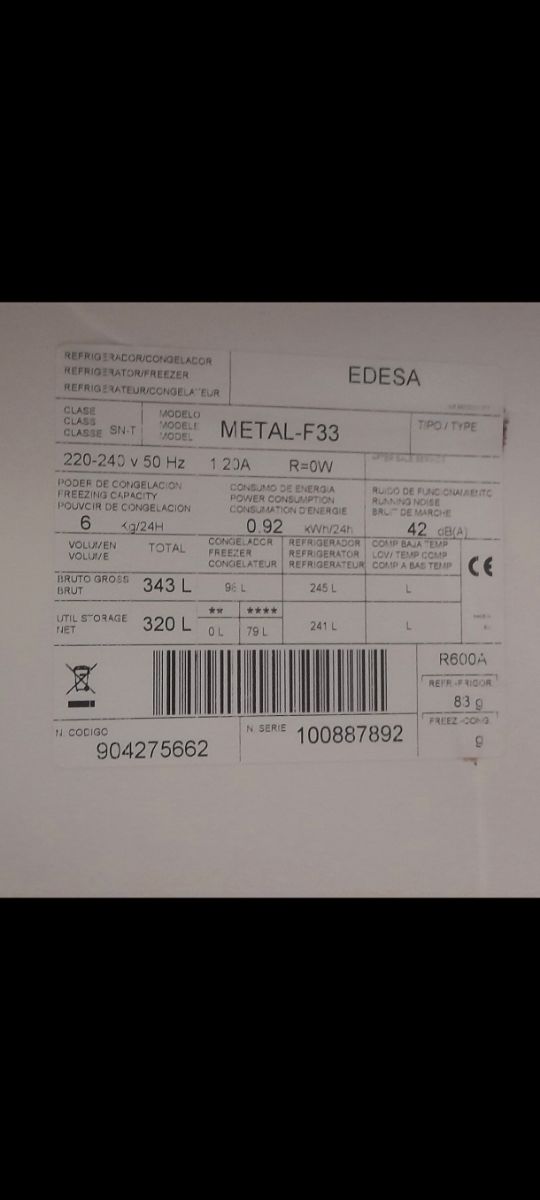 REFRIGERADOR/CONGELADOR
REFRIGERATOR/FREEZER
REFRIGERATEUR/CONGELATEUR
EDESA
CLASE
CLASS
CLASSE SN-T
MODELO
MODELE
MODEL
METAL-F33
TIPO / TYPE
220-240 v 50 Hz 1.20A R=0W
PODER DE CONGELACION
FREEZING CAPACITY
POUVOIR DE CONGELACION
6 Kg/24H
CONSUMO DE ENERGIA
POWER CONSUMPTION
CONSUMATION D'ENERGIE
0.92 kWh/24h
RUIDO DE FUNCIONAMIENTO
RUNNING NOISE
BRUIT DE MARCHE
42 dB(A)
VOLUMEN
VOLUME
TOTAL
CONGELADOR
FREEZER
CONGELATEUR
REFRIGERADOR
REFRIGERATOR
REFRIGERATEUR
COMP BAJA TEMP
LOW TEMP COMP
COMP A BAS TEMP
CE
BRUTO GROSS
BRUT
343 L
L
245 L
L
UTIL STORAGE
NET
320 L
** ****
0 L 79 L
241 L
L
R600A
REFR.-FRIGOR.
83 g
FREEZ.-CONG.
g
N. CODIGO
904275662
N. SERIE 100887892